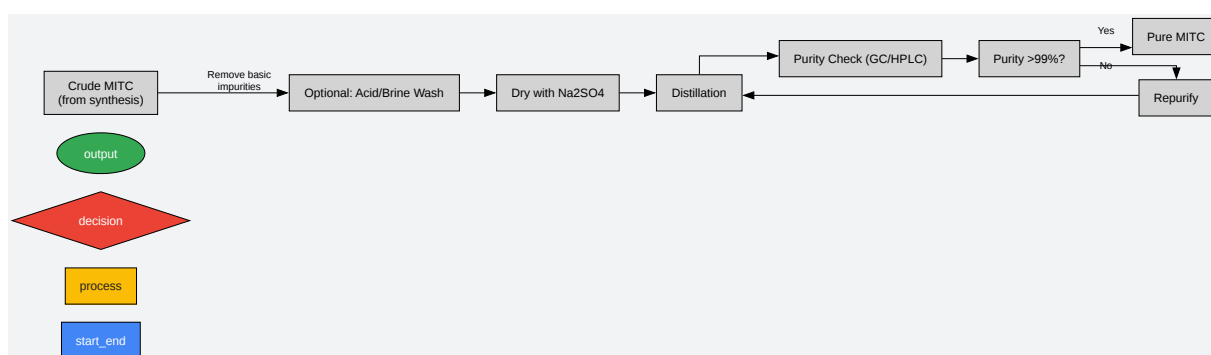 Crude MITC
(from synthesis)
Remove basic
impurities
Optional: Acid/Brine Wash
Dry with Na2SO4
Distillation
Purity Check (GC/HPLC)
Purity >99%?
Yes
No
Pure MITC
Repurify
output
decision
process
start_end